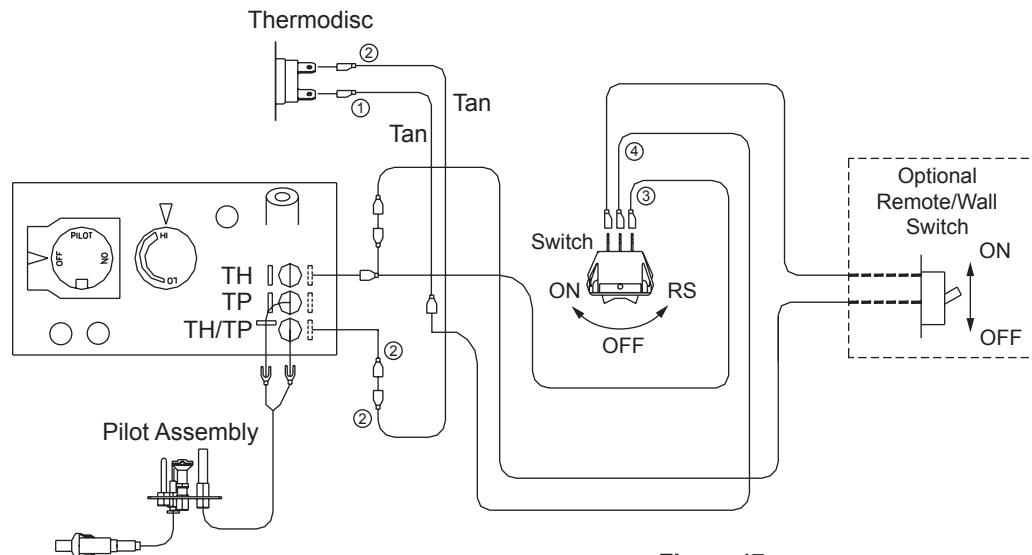 Thermodisc
②
①
Tan
Tan
④
③
Optional
Remote/Wall
Switch
ON
OFF
Switch
ON
RS
OFF
PILOT
OFF
ON
HI
LO
TH
TP
TH/TP
②
②
Pilot Assembly